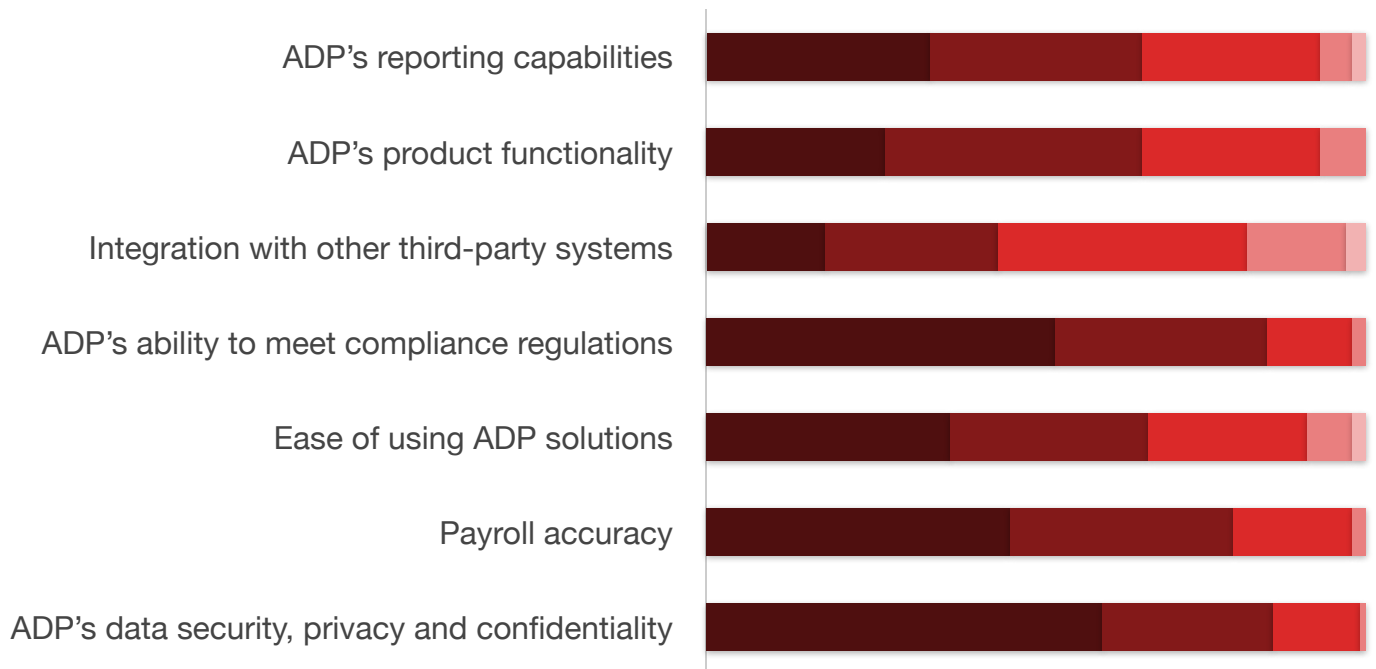 ADP’s reporting capabilities
ADP’s product functionality
Integration with other third-party systems
ADP’s ability to meet compliance regulations
Ease of using ADP solutions
Payroll accuracy
ADP’s data security, privacy and confidentiality